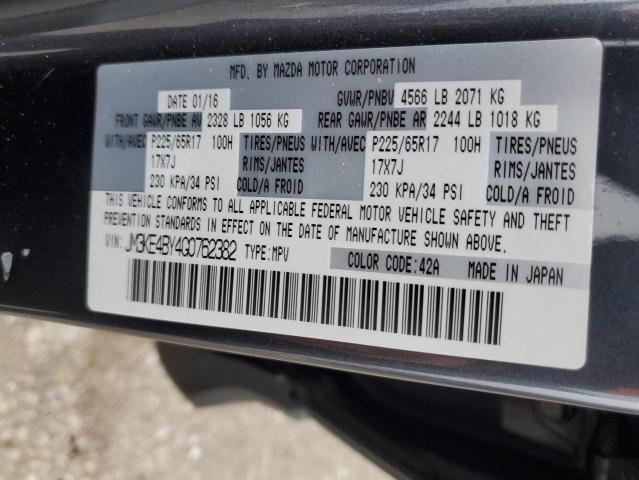 MFD. BY MAZDA MOTOR CORPORATION
DATE 01/16 GVWR/PNBV 4566 LB 2071 KG
FRONT GAWR/PNBE AV 2328 LB 1056 KG REAR GAWR/PNBE AR 2244 LB 1018 KG
WITH/AVEC P225/65R17 100H TIRES/PNEUS WITH/AVEC P225/65R17 100H TIRES/PNEUS
17X7J RIMS/JANTES 17X7J RIMS/JANTES
230 KPA/34 PSI COLD/A FROID 230 KPA/34 PSI COLD/A FROID
THIS VEHICLE CONFORMS TO ALL APPLICABLE FEDERAL MOTOR VEHICLE SAFETY AND THEFT
PREVENTION STANDARDS IN EFFECT ON THE DATE OF MANUFACTURE SHOWN ABOVE.
VIN: JM3KE4BY4G0762382 TYPE:MPV
COLOR CODE:42A MADE IN JAPAN